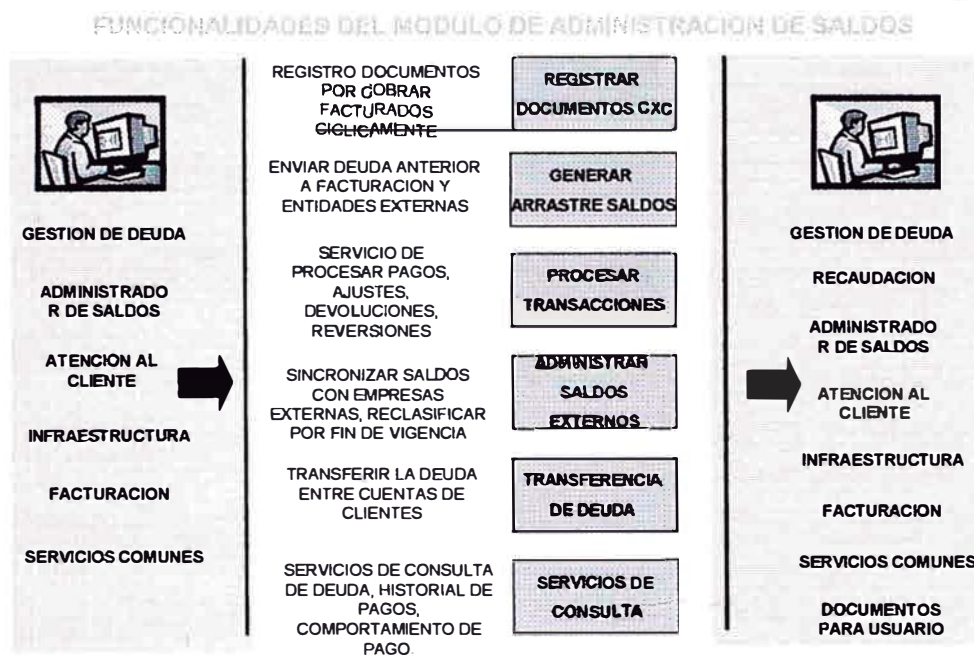 FUNCIONALIDADES DEL MODULO DE ADMINISTRACION DE SALDOS
GESTION DE DEUDA
ADMINISTRADO
R DE SALDOS
ATENCION AL
CLIENTE
INFRAESTRUCTURA
FACTURACION
SERVICIOS COMUNES
REGISTRO DOCUMENTOS
POR COBRAR
FACTURADOS
CICLICAMENTE
REGISTRAR
DOCUMENTOS CXC
ENVIAR DEUDA ANTERIOR
A FACTURACION Y
ENTIDADES EXTERNAS
GENERAR
ARRASTRE SALDOS
SERVICIO DE
PROCESAR PAGOS,
AJUSTES,
DEVOLUCIONES,
REVERSIONES
PROCESAR
TRANSACCIONES
SINCRONIZAR SALDOS
CON EMPRESAS
EXTERNAS, RECLASIFICAR
POR FIN DE VIGENCIA
ADMINISTRAR
SALDOS
EXTERNOS
TRANSFERIR LA DEUDA
ENTRE CUENTAS DE
CLIENTES
TRANSFERENCIA
DE DEUDA
SERVICIOS DE CONSULTA
DE DEUDA, HISTORIAL DE
PAGOS,
COMPORTAMIENTO DE
PAGO.
SERVICIOS DE
CONSULTA
GESTION DE DEUDA
RECAUDACION
ADMINISTRADO
R DE SALDOS
ATENCION AL
CLIENTE
INFRAESTRUCTURA
FACTURACION
SERVICIOS COMUNES
DOCUMENTOS
PARA USUARIO